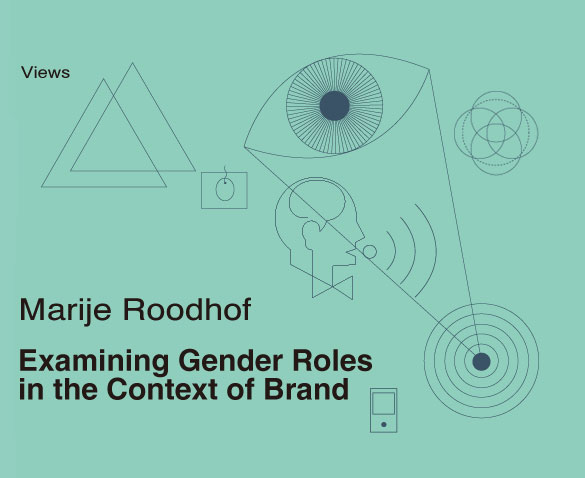 Views
Marije Roodhof
Examining Gender Roles
in the Context of Brand